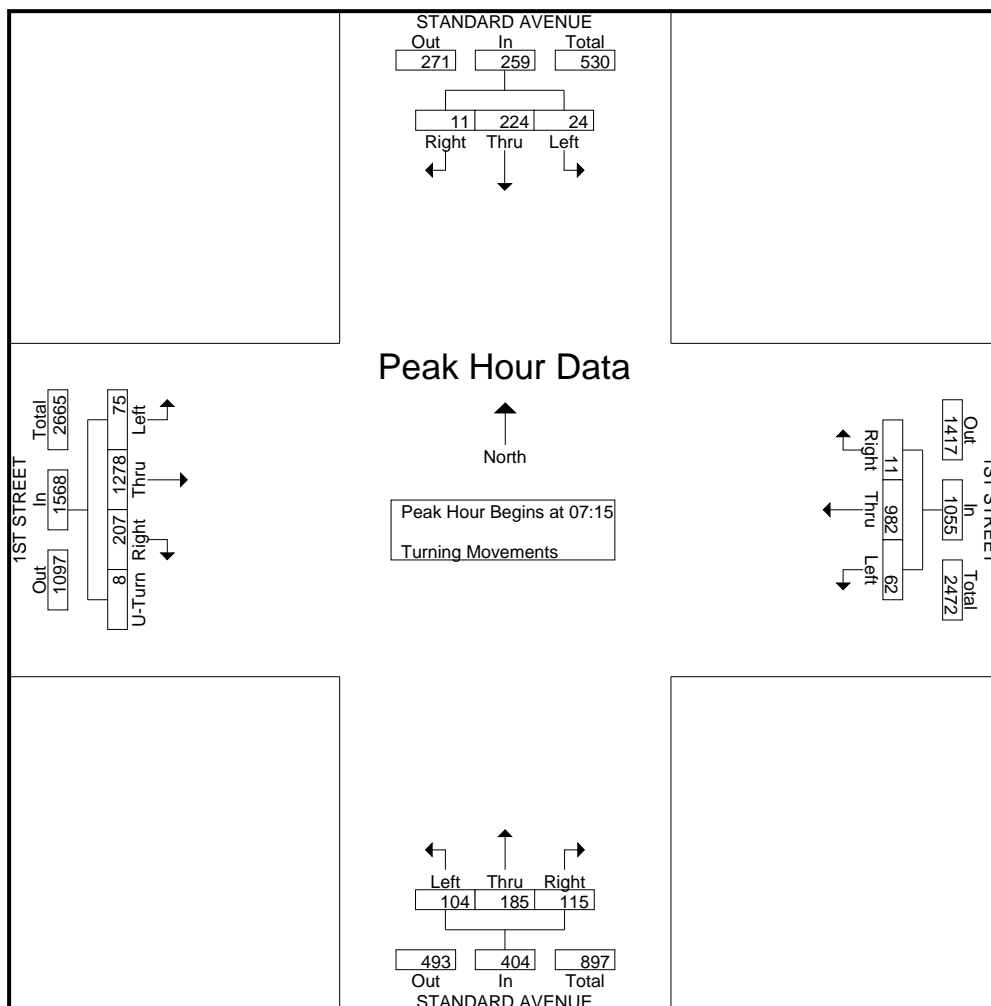 STANDARD AVENUE
Out In Total
271 259 530
11 224 24
Right Thru Left
Peak Hour Data
North
Peak Hour Begins at 07:15
Turning Movements
1ST STREET
Total In Out
2665 1568 1097
75 1278 207 8
Left Thru Right U-Turn
Right Thru Left
11 982 62
1417 1055 2472
Out In Total
1ST STREET
Left Thru Right
104 185 115
493 404 897
Out In Total
STANDARD AVENUE